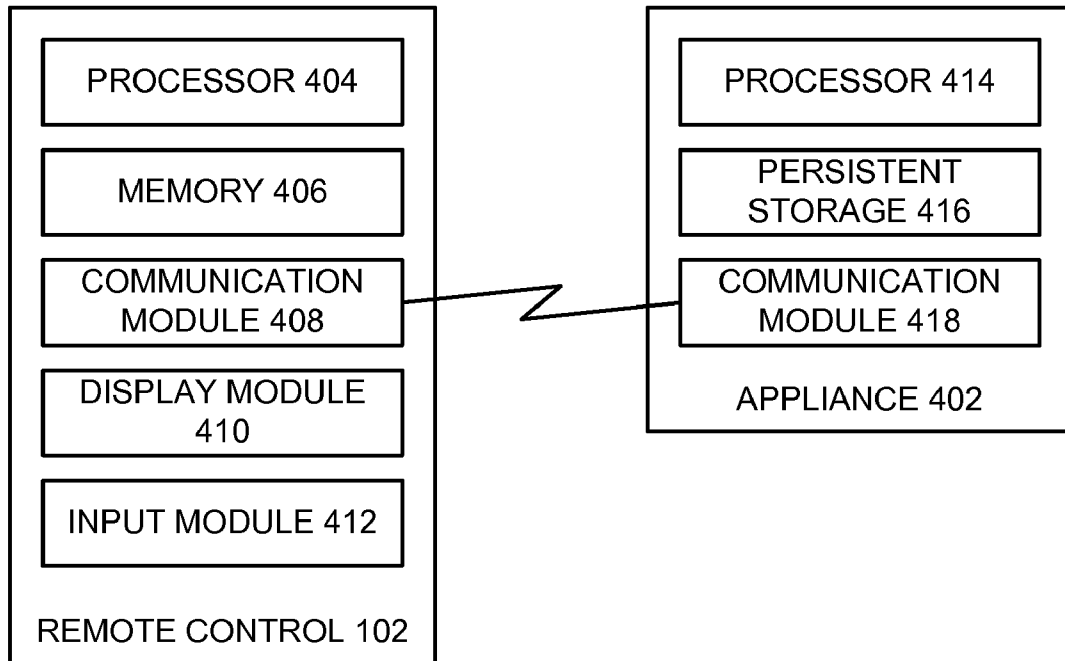 PROCESSOR 404
MEMORY 406
COMMUNICATION
MODULE 408
DISPLAY MODULE
410
INPUT MODULE 412
REMOTE CONTROL 102
PROCESSOR 414
PERSISTENT
STORAGE 416
COMMUNICATION
MODULE 418
APPLIANCE 402